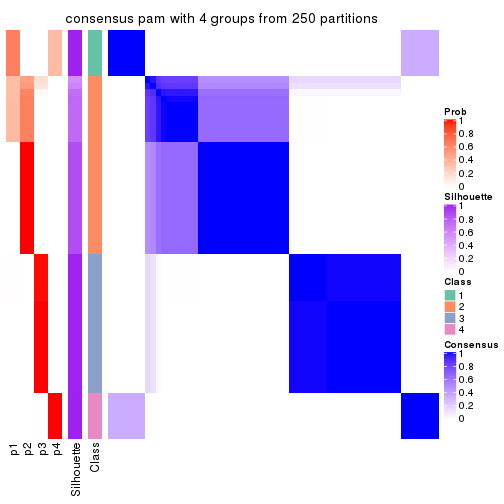 consensus pam with 4 groups from 250 partitions
Prob
1
0.8
0.6
0.4
0.2
0
Silhouette
1
0.8
0.6
0.4
0.2
0
Class
1
2
3
4
Consensus
1
0.8
0.6
0.4
0.2
0
p1
p2
p3
p4
Silhouette
Class